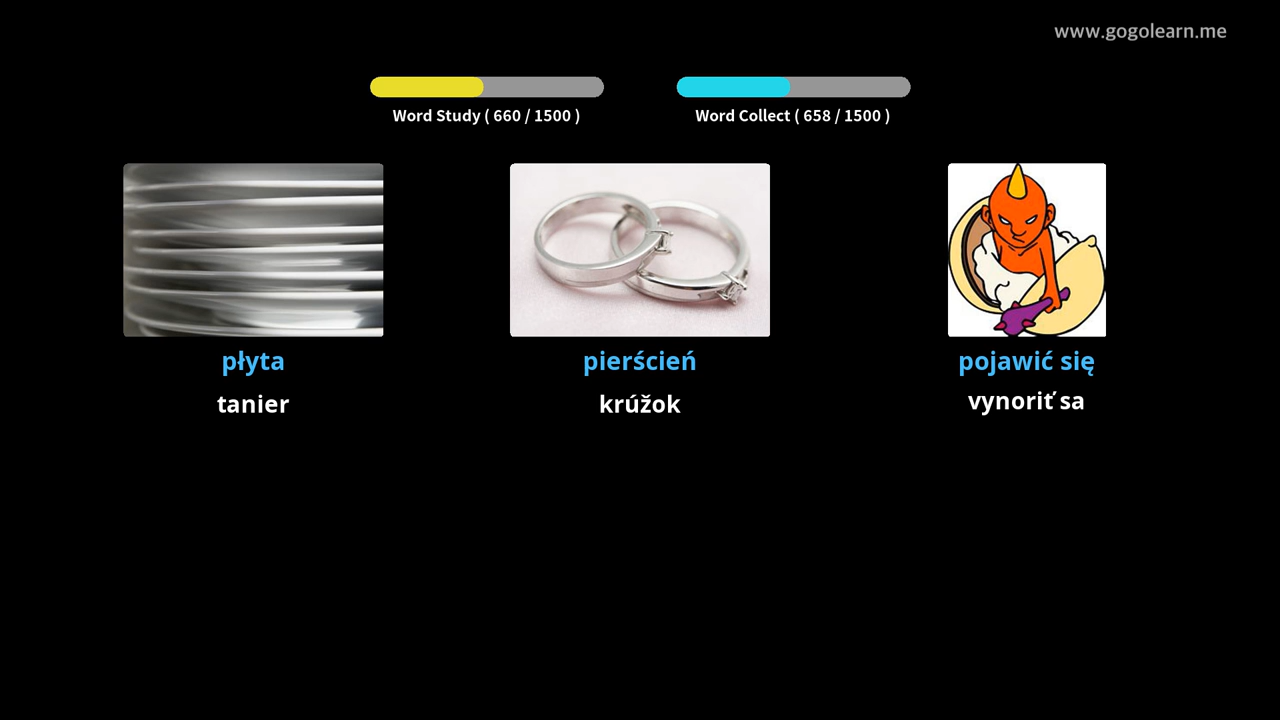 www.gogolearn.me
Word Study ( 660 / 1500 )
Word Collect ( 658 / 1500 )
płyta
pierścień
pojawić się
tanier
krúžok
vynoriť sa